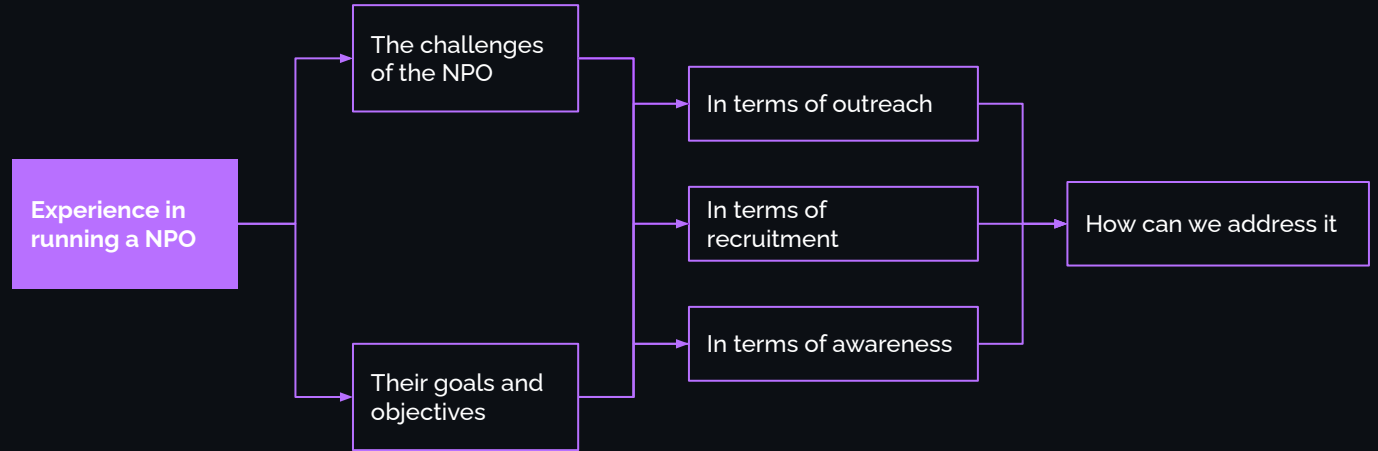 Experience in
running a NPO
The challenges
of the NPO
Their goals and
objectives
In terms of outreach
In terms of
recruitment
In terms of awareness
How can we address it